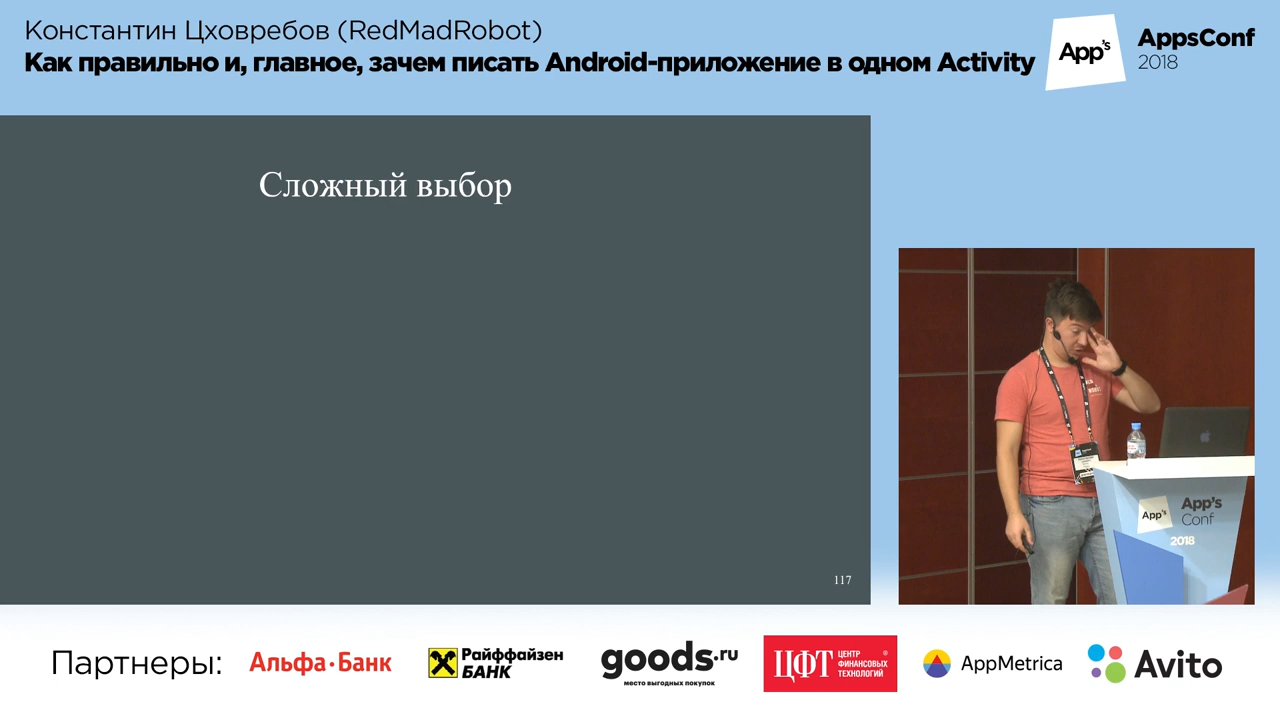 Константин Цховребов (RedMadRobot)
Как правильно и, главное, зачем писать Android-приложение в одном Activity
App's
AppsConf
2018
Сложный выбор
117
App's
App's
Conf
2018
Партнеры:
Альфа·Банк
Райффайзен
БАНК
goods.ru
место выгодных покупок
ЦФТ
ЦЕНТР
ФИНАНСОВЫХ
ТЕХНОЛОГИЙ
®
AppMetrica
Avito